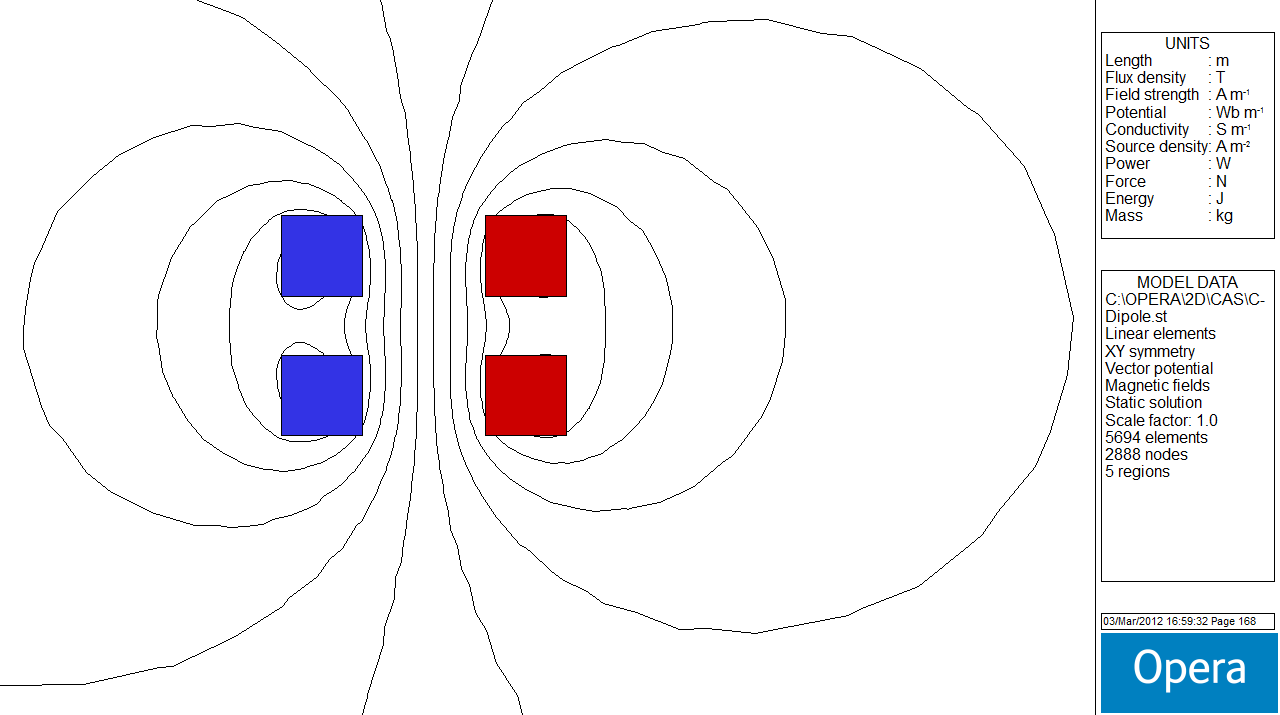 UNITS
Length : m
Flux density : T
Field strength : A m⁻¹
Potential : Wb m⁻¹
Conductivity : S m⁻¹
Source density: A m⁻²
Power : W
Force : N
Energy : J
Mass : kg
MODEL DATA
C:\OPERA\2D\CAS\C-
Dipole.st
Linear elements
XY symmetry
Vector potential
Magnetic fields
Static solution
Scale factor: 1.0
5694 elements
2888 nodes
5 regions
03/Mar/2012 16:59:32 Page 168
Opera